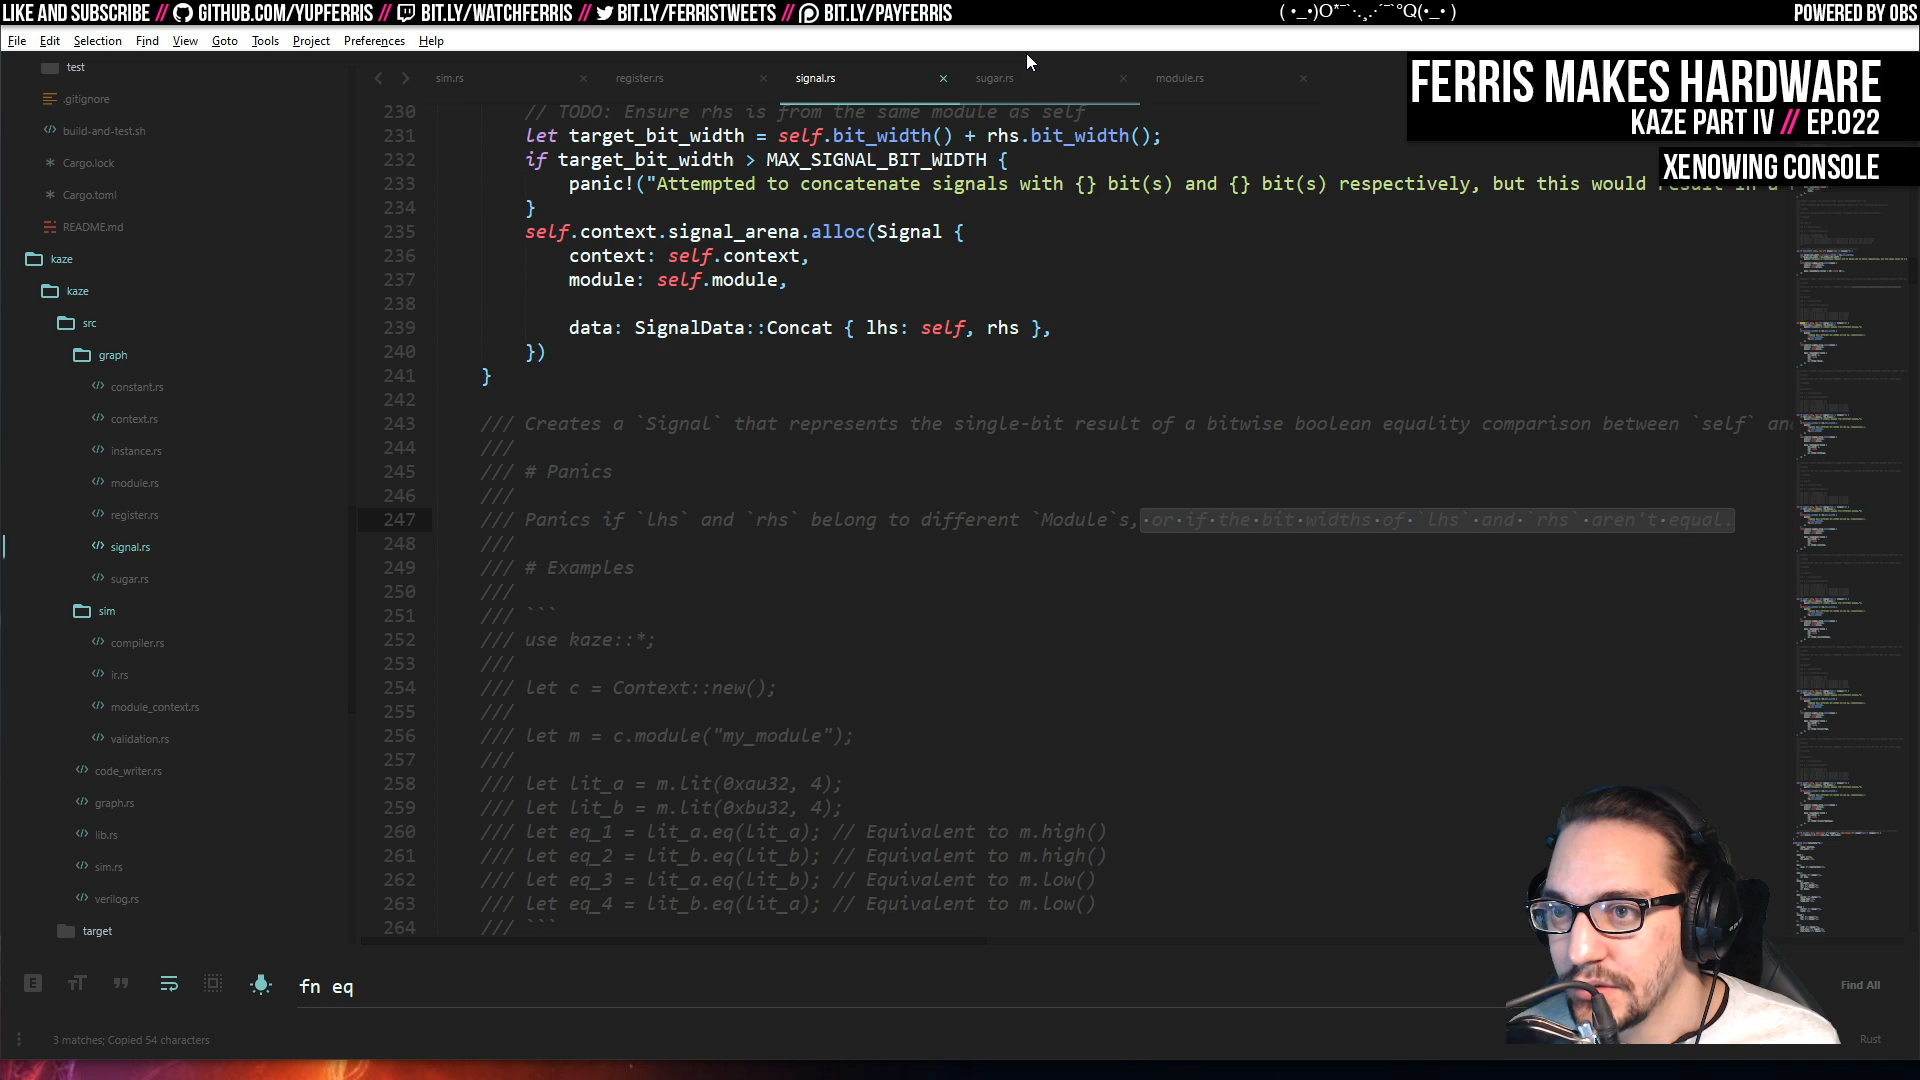 LIKE AND SUBSCRIBE // GITHUB.COM/YUPFERRIS // BIT.LY/WATCHFERRIS // BIT.LY/FERRISTWEETS // BIT.LY/PAYFERRIS
POWERED BY OBS
File Edit Selection Find View Goto Tools Project Preferences Help
FERRIS MAKES HARDWARE
KAZE PART IV // EP.022
XENOWING CONSOLE
sim.rs × register.rs × signal.rs × sugar.rs × module.rs ×
test
.gitignore
build-and-test.sh
Cargo.lock
Cargo.toml
README.md
kaze
kaze
src
graph
constant.rs
context.rs
instance.rs
module.rs
register.rs
signal.rs
sugar.rs
sim
compiler.rs
ir.rs
module_context.rs
validation.rs
code_writer.rs
graph.rs
lib.rs
sim.rs
verilog.rs
target
230 // TODO: Ensure rhs is from the same module as self
231 let target_bit_width = self.bit_width() + rhs.bit_width();
232 if target_bit_width > MAX_SIGNAL_BIT_WIDTH {
233 panic!("Attempted to concatenate signals with {} bit(s) and {} bit(s) respectively, but this would result in a
234 }
235 self.context.signal_arena.alloc(Signal {
236 context: self.context,
237 module: self.module,
238
239 data: SignalData::Concat { lhs: self, rhs },
240 })
241 }
242
243 /// Creates a `Signal` that represents the single-bit result of a bitwise boolean equality comparison between `self` an
244 ///
245 /// # Panics
246 ///
247 /// Panics if `lhs` and `rhs` belong to different `Module`s, or if the bit widths of `lhs` and `rhs` aren't equal.
248 ///
249 /// # Examples
250 ///
251 /// ```
252 /// use kaze::*;
253 ///
254 /// let c = Context::new();
255 ///
256 /// let m = c.module("my_module");
257 ///
258 /// let lit_a = m.lit(0xau32, 4);
259 /// let lit_b = m.lit(0xbu32, 4);
260 /// let eq_1 = lit_a.eq(lit_a); // Equivalent to m.high()
261 /// let eq_2 = lit_b.eq(lit_b); // Equivalent to m.high()
262 /// let eq_3 = lit_a.eq(lit_b); // Equivalent to m.low()
263 /// let eq_4 = lit_b.eq(lit_a); // Equivalent to m.low()
264 /// ```
fn eq
Find All
3 matches; Copied 54 characters
Rust